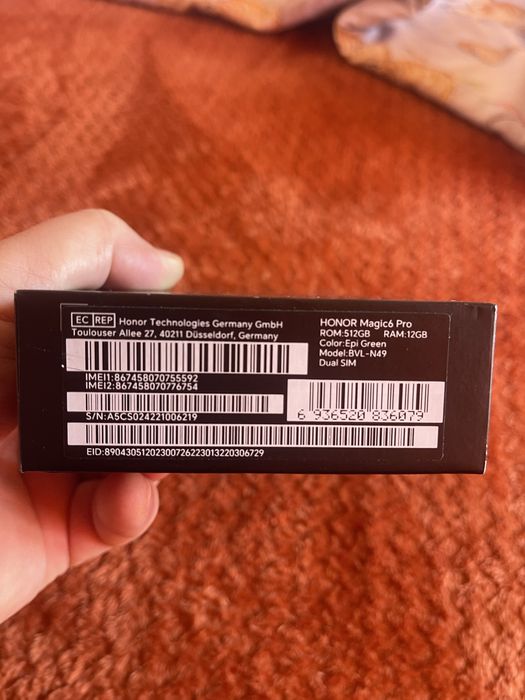 EC REP Honor Technologies Germany GmbH
Toulouser Allee 27, 40211 Düsseldorf, Germany
IMEI1:867458070755592
IMEI2:867458070776754
S/N:A5CS024221006219
EID:89043051202300726223013220306729
HONOR Magic6 Pro
ROM:512GB RAM:12GB
Color:Epi Green
Model:BVL-N49
Dual SIM
6 936520 836079